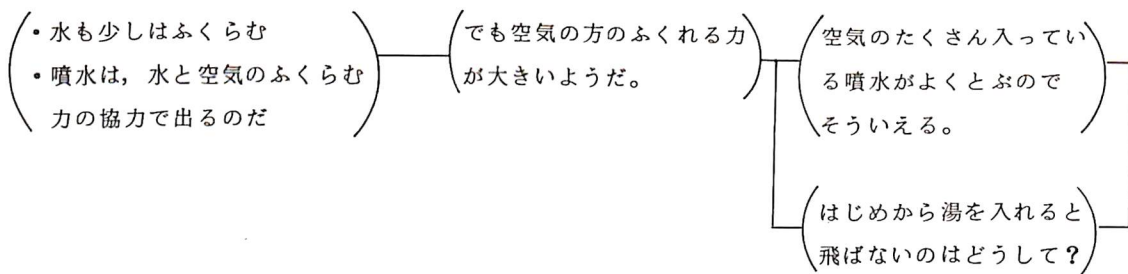 ・水も少しはふくらむ
・噴水は，水と空気のふくらむ
力の協力で出るのだ
でも空気の方のふくれる力
が大きいようだ。
空気のたくさん入ってい
る噴水がよくとぶので
そういえる。
はじめから湯を入れると
飛ばないのはどうして？